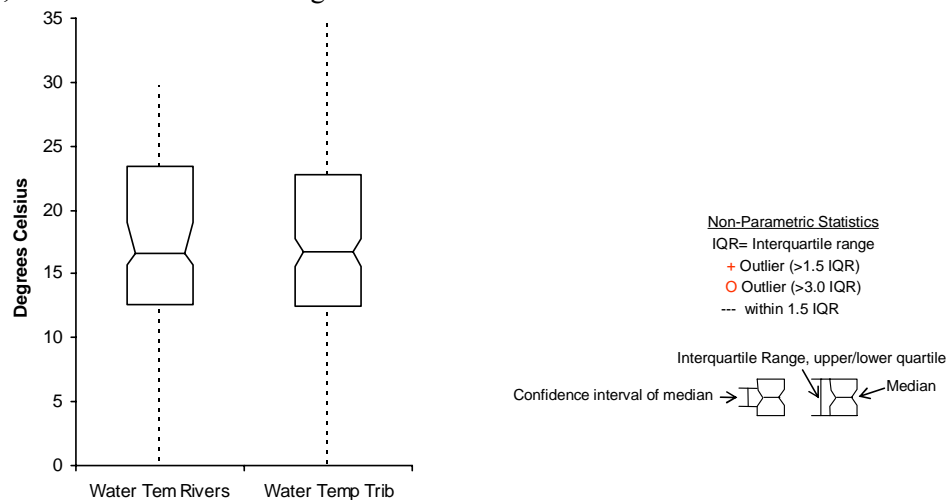 35
30
25
20
15
10
5
0
Degrees Celsius
Water Tem Rivers
Water Temp Trib
Non-Parametric Statistics
IQR= Interquartile range
+ Outlier (>1.5 IQR)
O Outlier (>3.0 IQR)
--- within 1.5 IQR
Interquartile Range, upper/lower quartile
Confidence interval of median
Median